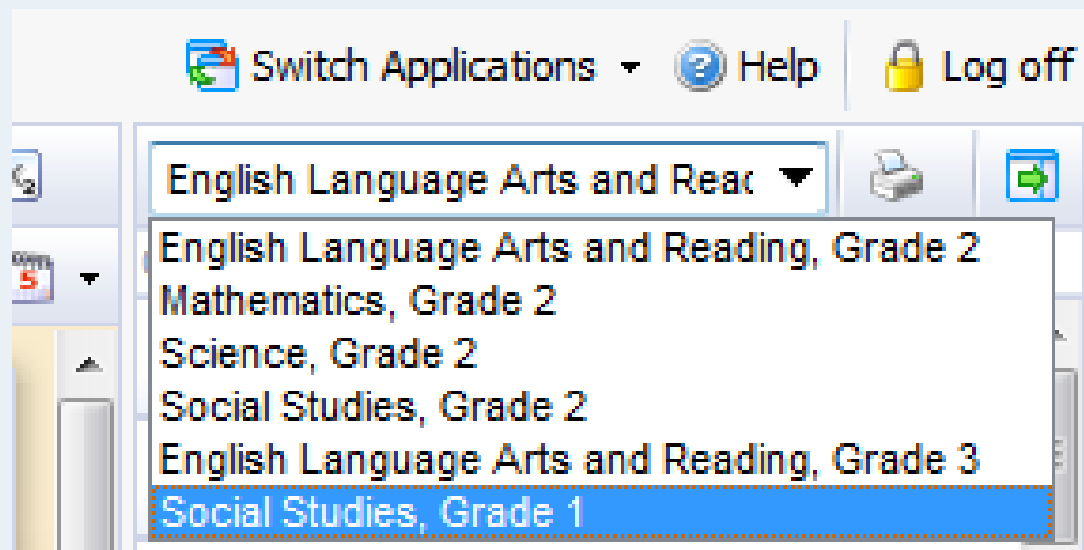 Switch Applications Help Log off
English Language Arts and Reac
English Language Arts and Reading, Grade 2
Mathematics, Grade 2
Science, Grade 2
Social Studies, Grade 2
English Language Arts and Reading, Grade 3
Social Studies, Grade 1